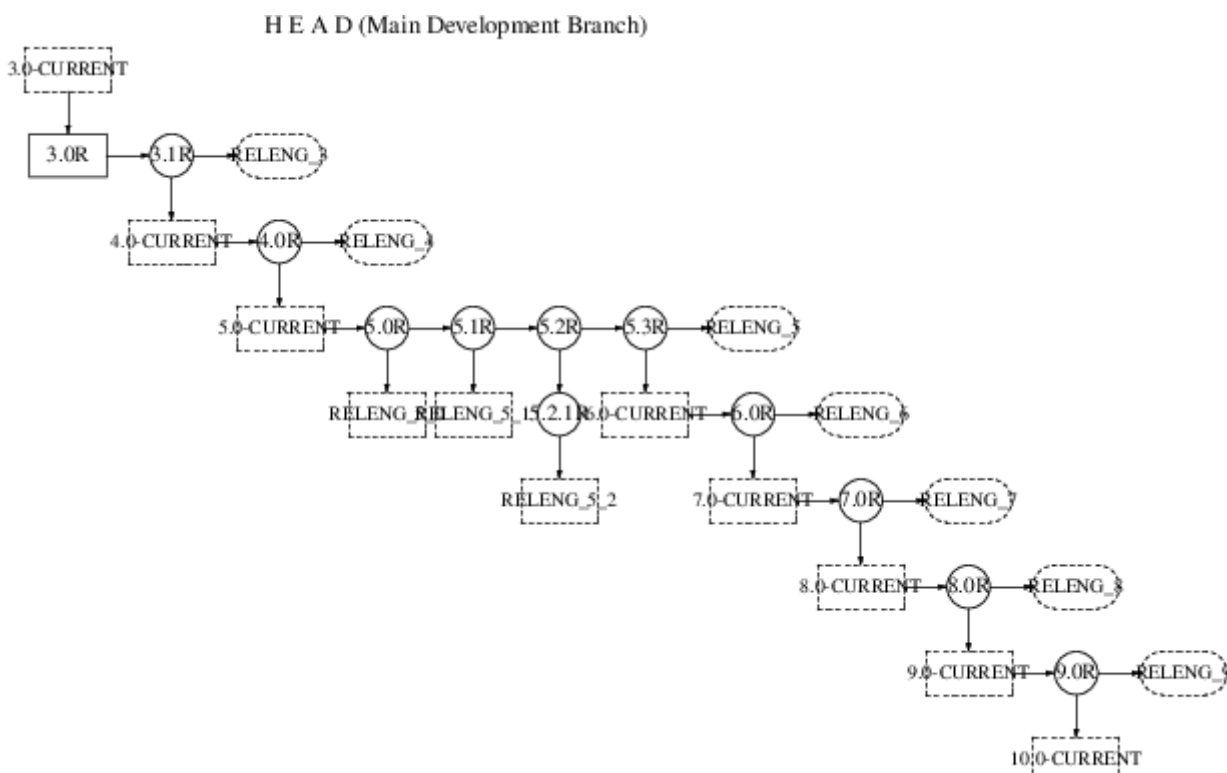 H E A D (Main Development Branch)
3.0-CURRENT
3.0R
3.1R
RELENG_3
4.0-CURRENT
4.0R
RELENG_4
5.0-CURRENT
5.0R
5.1R
5.2R
5.3R
RELENG_5
RELENG_5_1
5.2.1R
6.0-CURRENT
6.0R
RELENG_6
RELENG_5_2
7.0-CURRENT
7.0R
RELENG_7
8.0-CURRENT
8.0R
RELENG_8
9.0-CURRENT
9.0R
RELENG_9
10.0-CURRENT